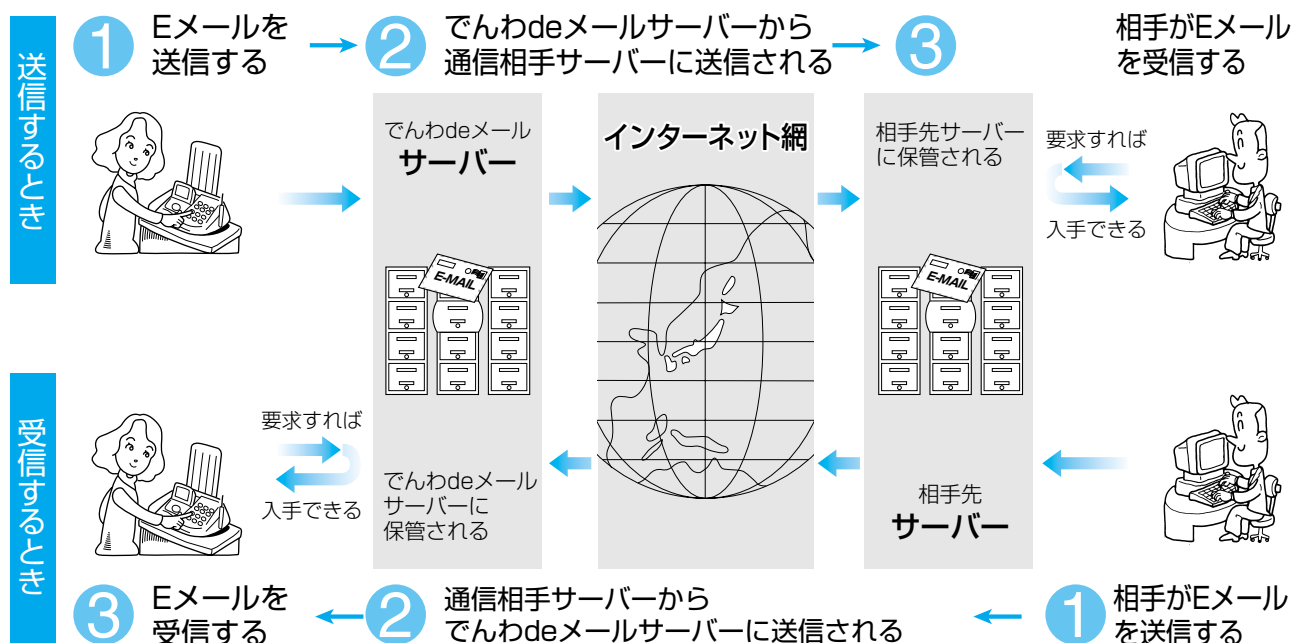 送信するとき
1 Eメールを
送信する
2 でんわdeメールサーバーから
通信相手サーバーに送信される
3 相手がEメール
を受信する
でんわdeメール
サーバー
インターネット網
相手先サーバー
に保管される
要求すれば
入手できる
E-MAIL
E-MAIL
受信するとき
要求すれば
入手できる
でんわdeメール
サーバーに
保管される
相手先
サーバー
3 Eメールを
受信する
2 通信相手サーバーから
でんわdeメールサーバーに送信される
1 相手がEメール
を送信する